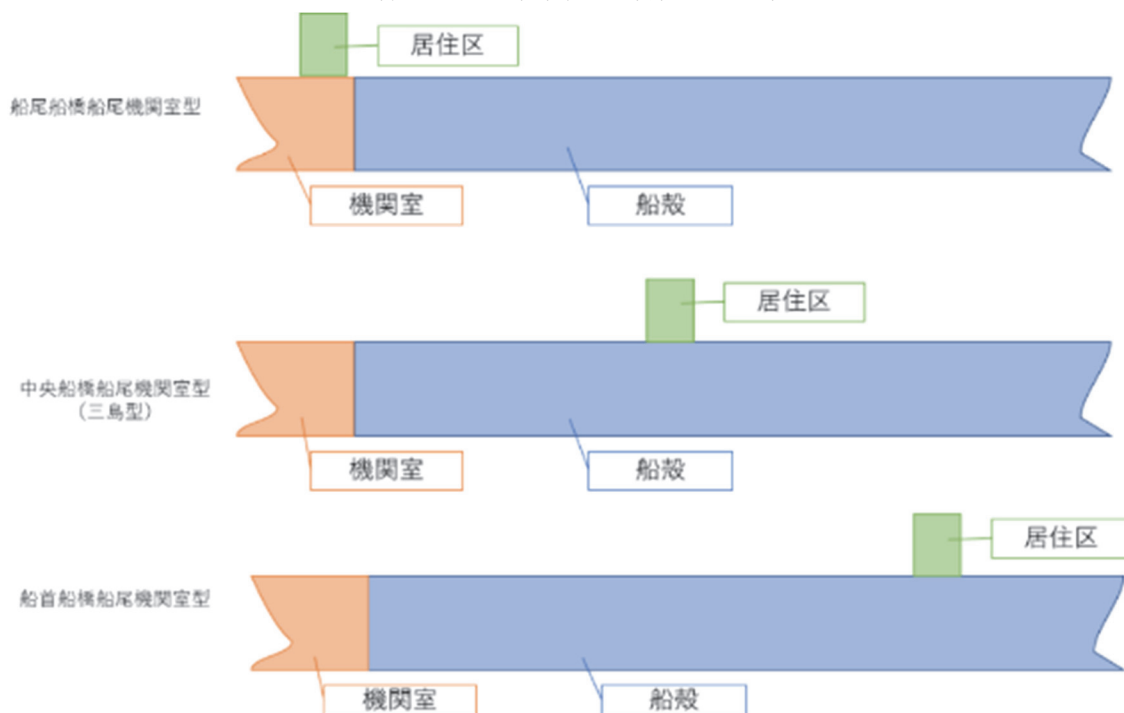 居住区
船尾船橋船尾機関室型
機関室
船殻
居住区
中央船橋船尾機関室型
（三島型）
機関室
船殻
居住区
船首船橋船尾機関室型
機関室
船殻